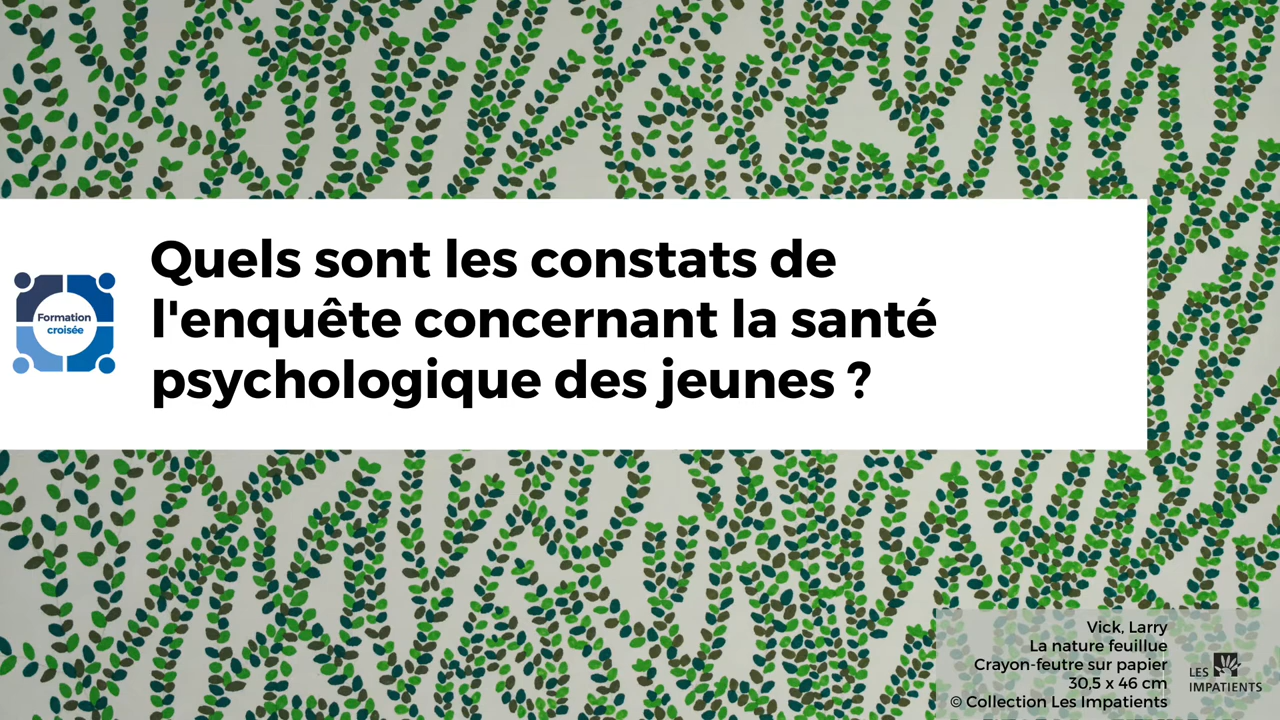 Quels sont les constats de
l'enquête concernant la santé
psychologique des jeunes ?
Formation
croisée
Vick, Larry
La nature feuillue
Crayon-feutre sur papier
30,5 x 46 cm
© Collection Les Impatients
LES
IMPATIENTS